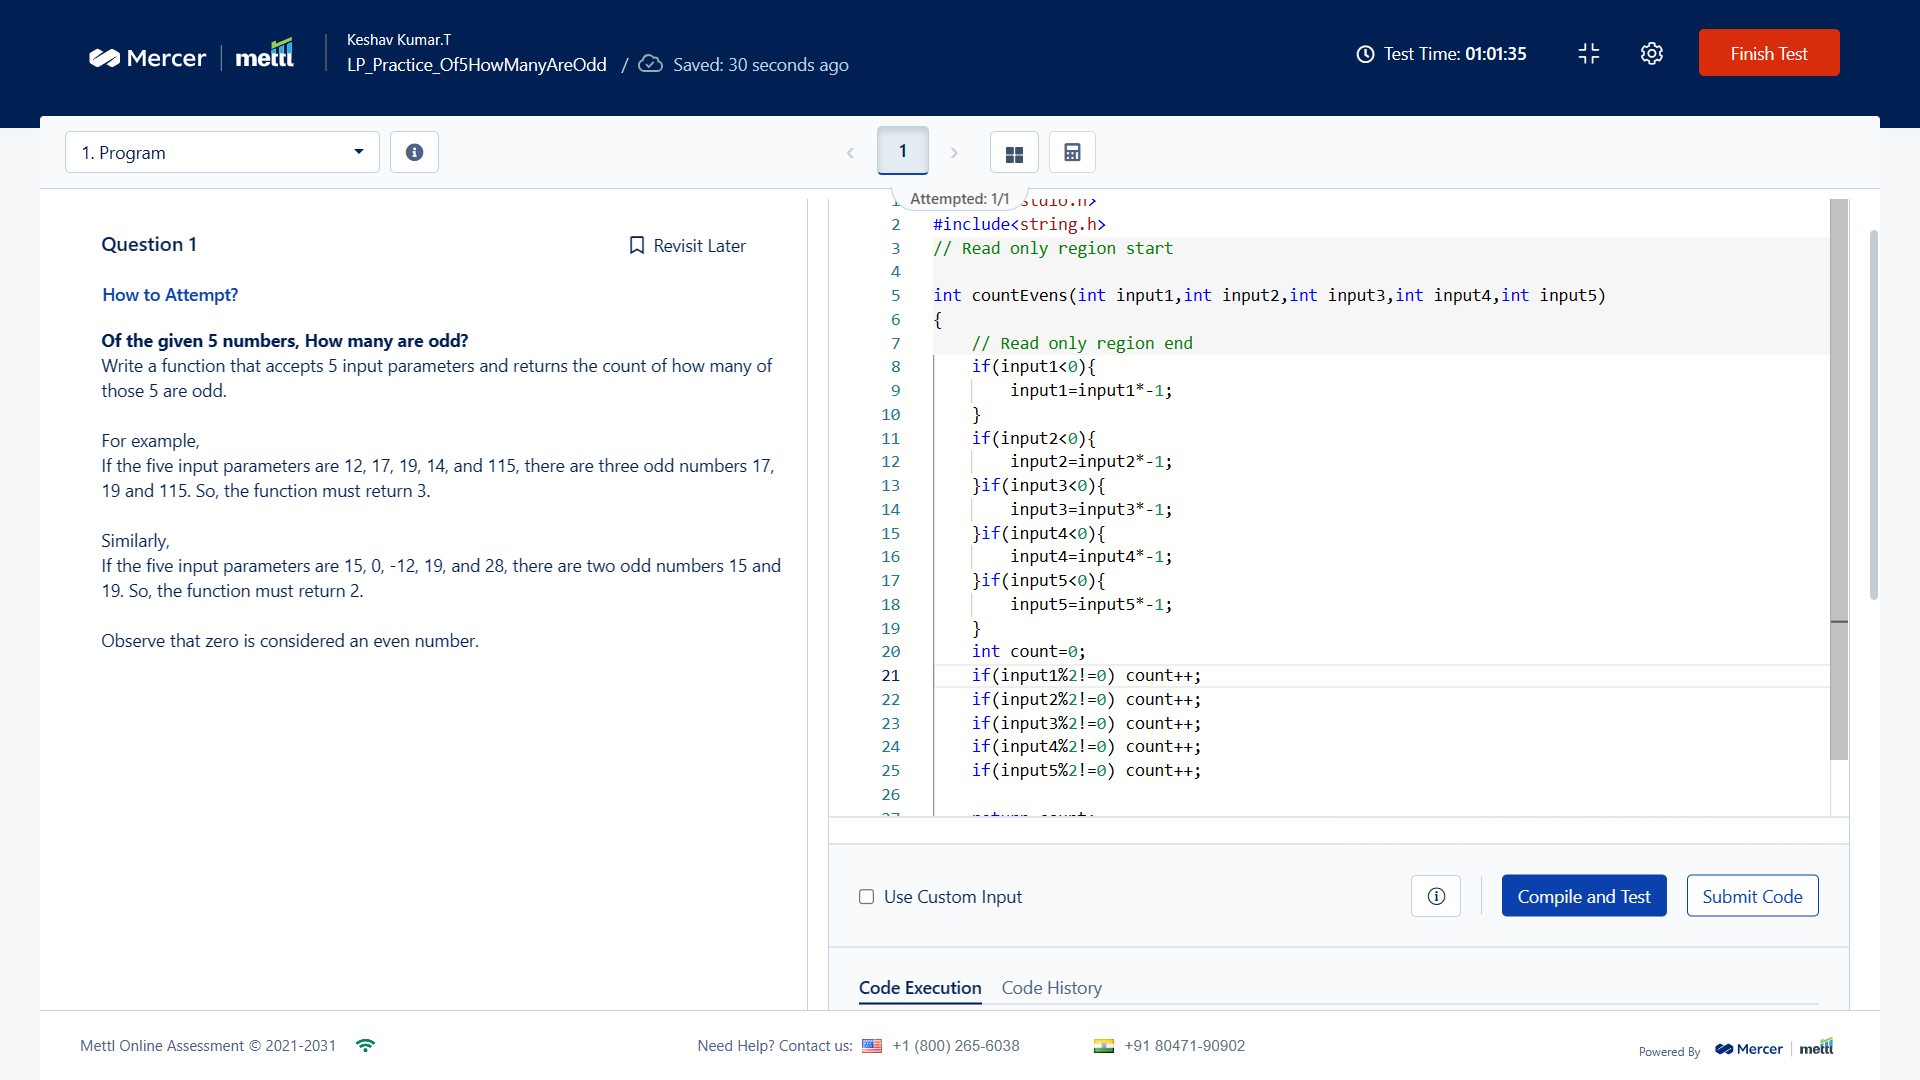 Mercer mettl
Keshav Kumar.T
LP_Practice_Of5HowManyAreOdd / Saved: 30 seconds ago
Test Time: 01:01:35
Finish Test
1. Program
1
Attempted: 1/1
Question 1
Revisit Later
How to Attempt?
Of the given 5 numbers, How many are odd?
Write a function that accepts 5 input parameters and returns the count of how many of
those 5 are odd.
For example,
If the five input parameters are 12, 17, 19, 14, and 115, there are three odd numbers 17,
19 and 115. So, the function must return 3.
Similarly,
If the five input parameters are 15, 0, -12, 19, and 28, there are two odd numbers 15 and
19. So, the function must return 2.
Observe that zero is considered an even number.
1 stdio.h>
2 #include<string.h>
3 // Read only region start
4
5 int countEvens(int input1,int input2,int input3,int input4,int input5)
6 {
7     // Read only region end
8     if(input1<0){
9         input1=input1*-1;
10     }
11     if(input2<0){
12         input2=input2*-1;
13     }if(input3<0){
14         input3=input3*-1;
15     }if(input4<0){
16         input4=input4*-1;
17     }if(input5<0){
18         input5=input5*-1;
19     }
20     int count=0;
21     if(input1%2!=0) count++;
22     if(input2%2!=0) count++;
23     if(input3%2!=0) count++;
24     if(input4%2!=0) count++;
25     if(input5%2!=0) count++;
26
27     return count;
Use Custom Input
Compile and Test
Submit Code
Code Execution
Code History
Mettl Online Assessment © 2021-2031
Need Help? Contact us: +1 (800) 265-6038
+91 80471-90902
Powered By Mercer mettl